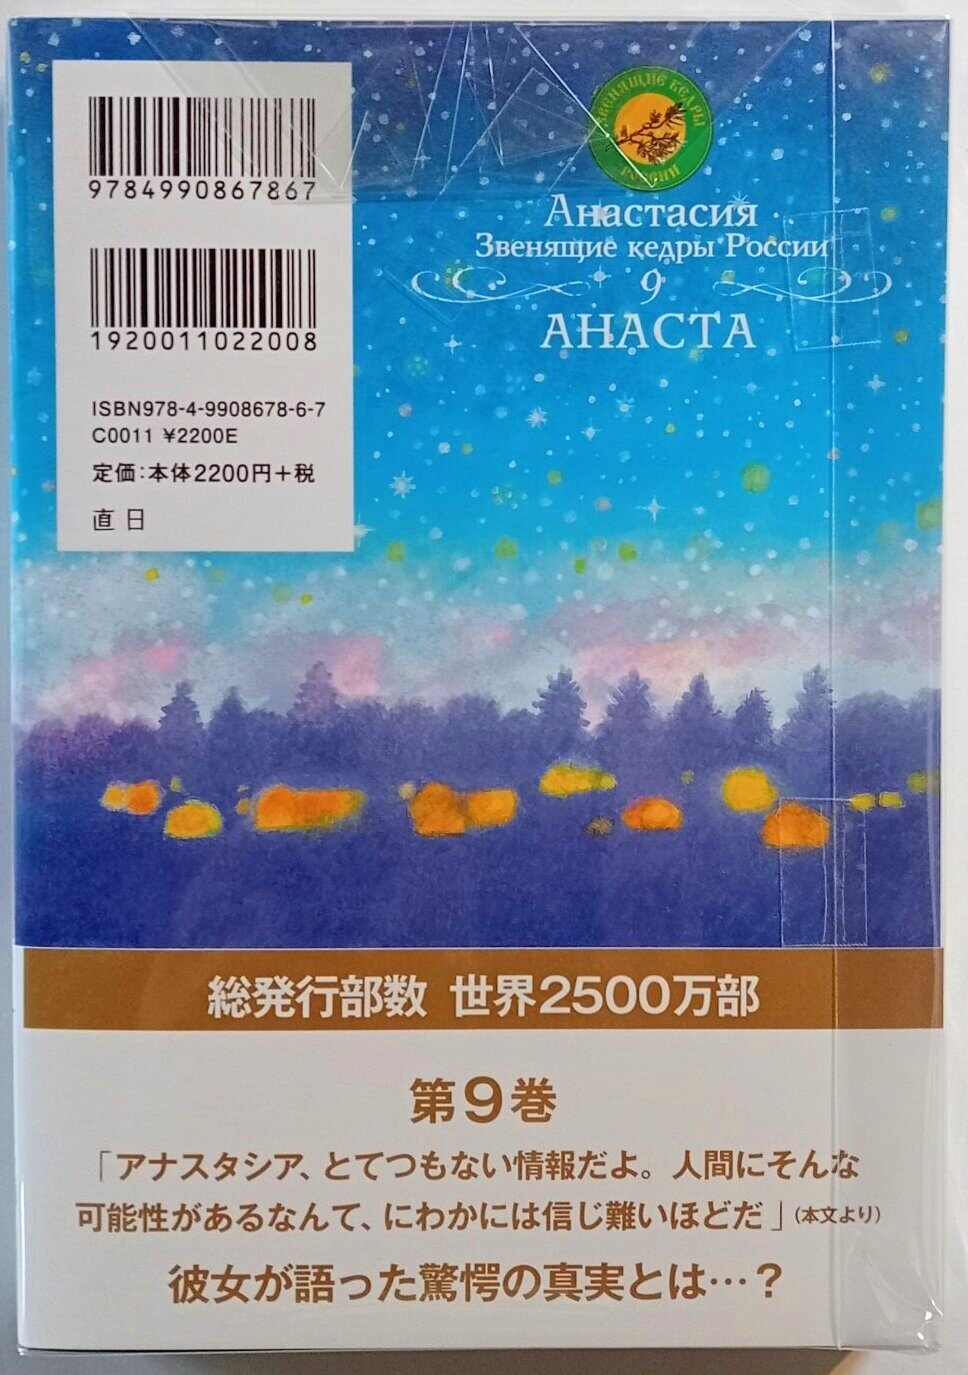 9784990867867
1920011022008
ISBN978-4-9908678-6-7
C0011 ¥2200E
定価:本体2200円+税
直日
ЗВЕНЯЩИЕ КЕДРЫ
РОССИИ
Анастасия
Звенящие кедры России
9
АНАСТА
総発行部数 世界2500万部
第9巻
「アナスタシア、とてつもない情報だよ。人間にそんな
可能性があるなんて、にわかには信じ難いほどだ」(本文より)
彼女が語った驚愕の真実とは…?